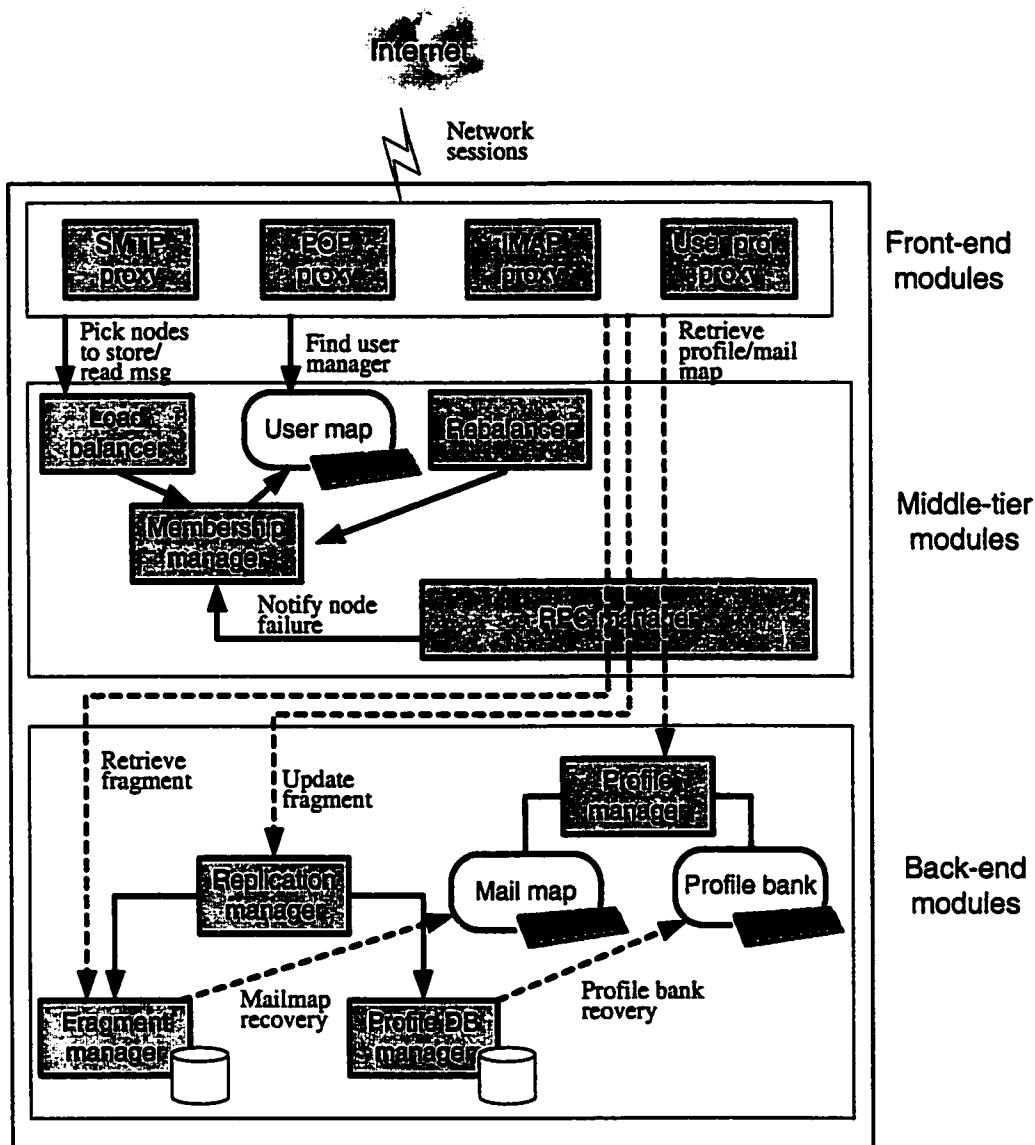 Internet
Network
sessions
SMTP
proxy
POP
proxy
IMAP
proxy
User prof
proxy
Front-end
modules
Pick nodes
to store/
read msg
Find user
manager
Retrieve
profile/mail
map
Load
balancer
User map
Rebalancer
Membership
manager
Middle-tier
modules
Notify node
failure
RPC manager
Retrieve
fragment
Update
fragment
Profile
manager
Replication
manager
Mail map
Profile bank
Back-end
modules
Mailmap
recovery
Profile bank
reovery
Fragment
manager
Profile DB
manager